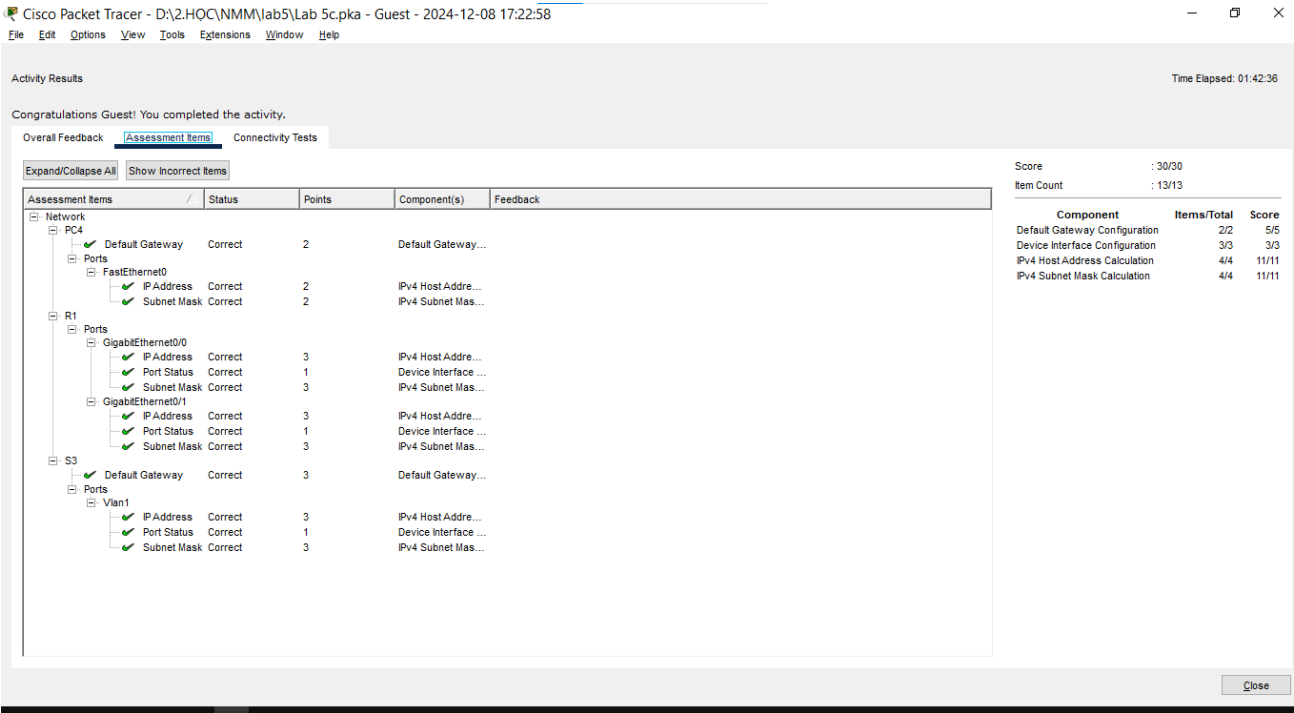 Cisco Packet Tracer - D:\2.HỌC\NMM\lab5\Lab 5c.pka - Guest - 2024-12-08 17:22:58
File Edit Options View Tools Extensions Window Help
Activity Results Time Elapsed: 01:42:36
Congratulations Guest! You completed the activity.
Overall Feedback Assessment Items Connectivity Tests
Expand/Collapse All Show Incorrect Items
Assessment Items Status Points Component(s) Feedback
Network
PC4
Default Gateway Correct 2 Default Gateway...
Ports
FastEthernet0
IP Address Correct 2 IPv4 Host Addre...
Subnet Mask Correct 2 IPv4 Subnet Mas...
R1
Ports
GigabitEthernet0/0
IP Address Correct 3 IPv4 Host Addre...
Port Status Correct 1 Device Interface ...
Subnet Mask Correct 3 IPv4 Subnet Mas...
GigabitEthernet0/1
IP Address Correct 3 IPv4 Host Addre...
Port Status Correct 1 Device Interface ...
Subnet Mask Correct 3 IPv4 Subnet Mas...
S3
Default Gateway Correct 3 Default Gateway...
Ports
Vlan1
IP Address Correct 3 IPv4 Host Addre...
Port Status Correct 1 Device Interface ...
Subnet Mask Correct 3 IPv4 Subnet Mas...
Score : 30/30
Item Count : 13/13
Component Items/Total Score
Default Gateway Configuration 2/2 5/5
Device Interface Configuration 3/3 3/3
IPv4 Host Address Calculation 4/4 11/11
IPv4 Subnet Mask Calculation 4/4 11/11
Close